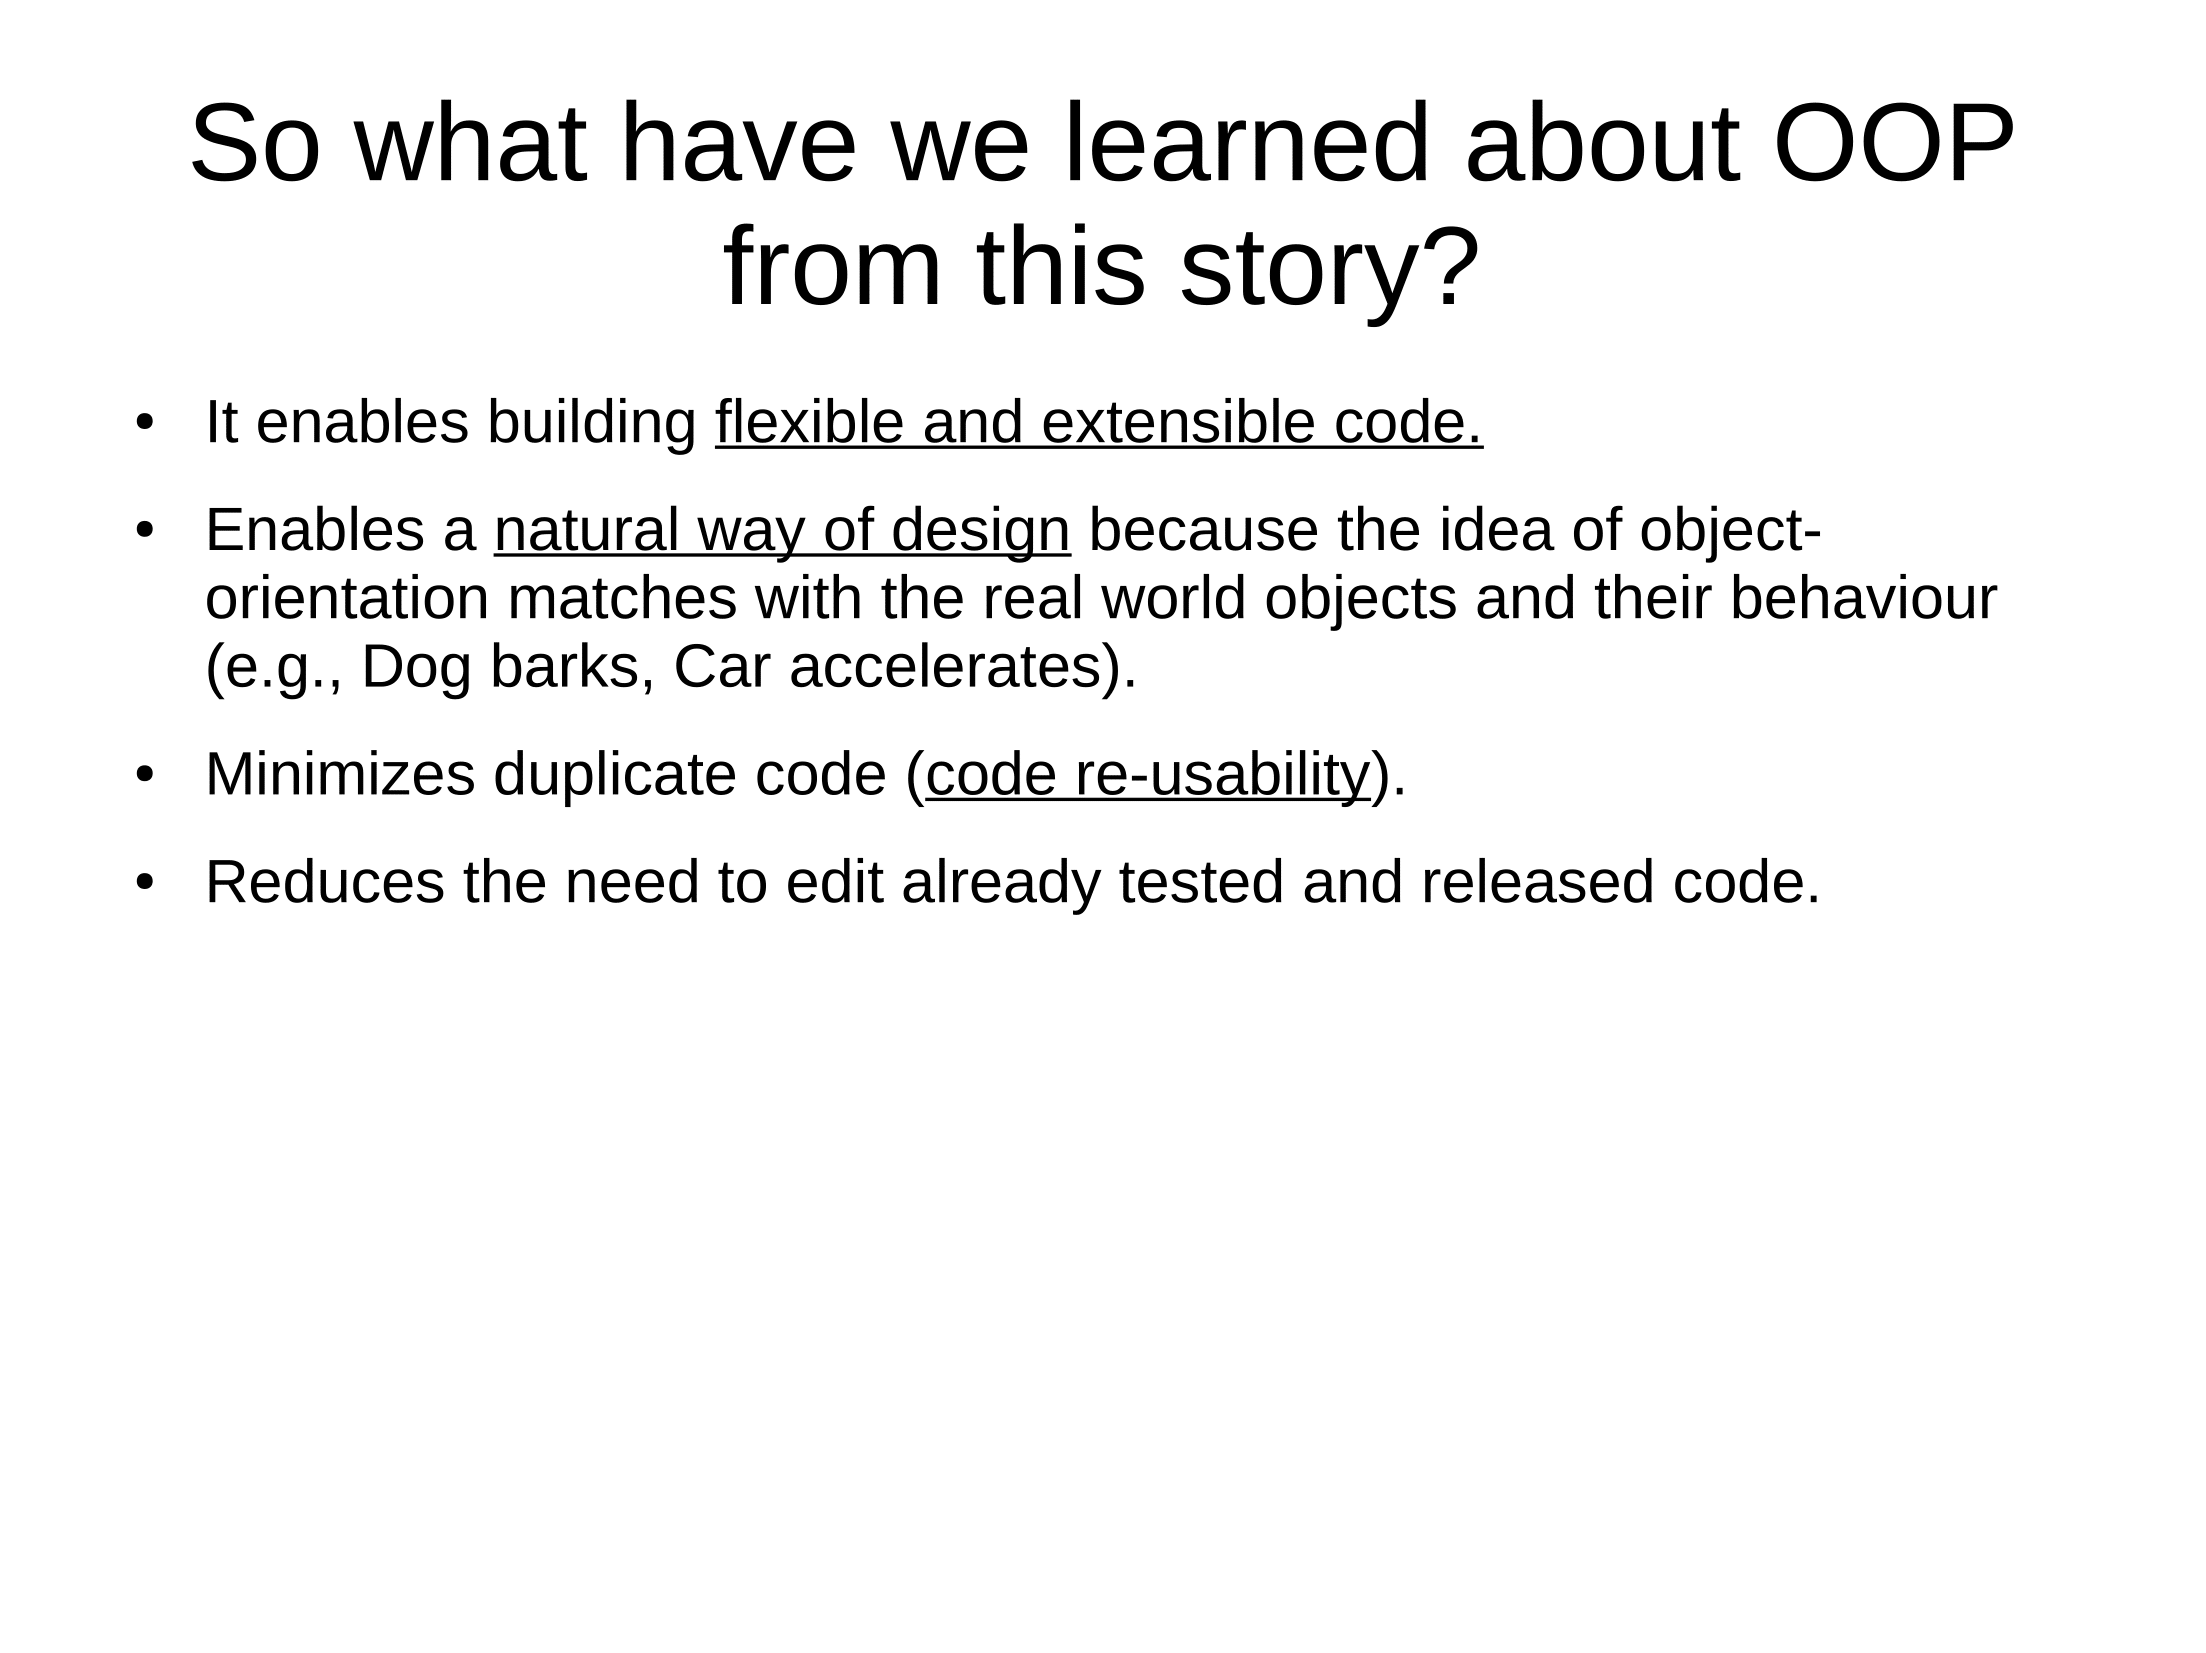 So what have we learned about OOP
from this story?
• It enables building flexible and extensible code.
• Enables a natural way of design because the idea of object-
orientation matches with the real world objects and their behaviour
(e.g., Dog barks, Car accelerates).
• Minimizes duplicate code (code re-usability).
• Reduces the need to edit already tested and released code.